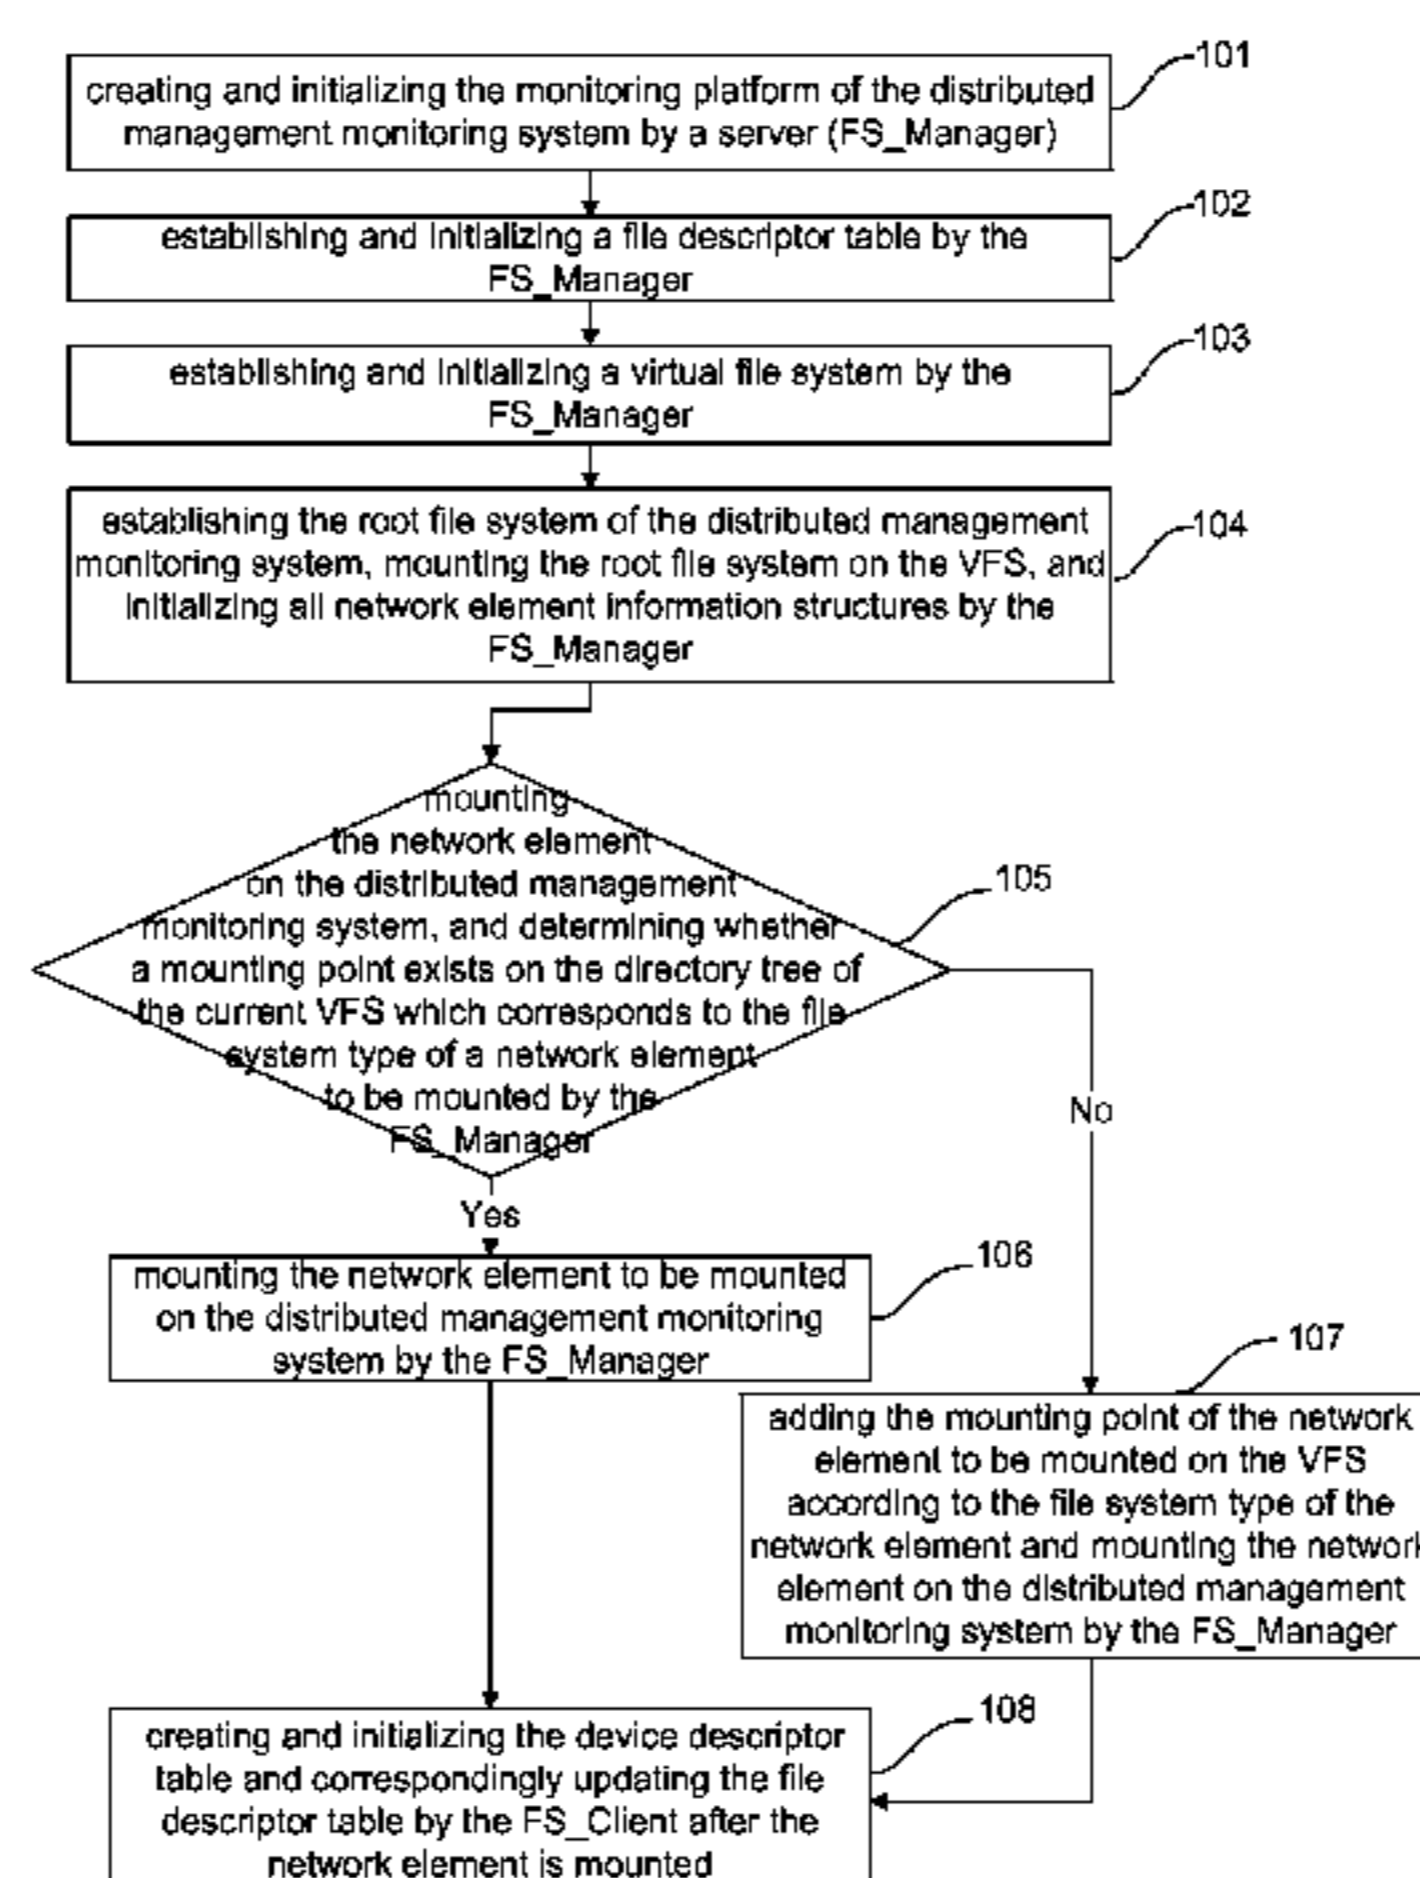 101
creating and initializing the monitoring platform of the distributed
management monitoring system by a server (FS_Manager)
102
establishing and initializing a file descriptor table by the
FS_Manager
103
establishing and initializing a virtual file system by the
FS_Manager
104
establishing the root file system of the distributed management
monitoring system, mounting the root file system on the VFS, and
initializing all network element information structures by the
FS_Manager
105
mounting
the network element
on the distributed management
monitoring system, and determining whether
a mounting point exists on the directory tree of
the current VFS which corresponds to the file
system type of a network element
to be mounted by the
FS_Manager
No
Yes
106
mounting the network element to be mounted
on the distributed management monitoring
system by the FS_Manager
107
adding the mounting point of the network
element to be mounted on the VFS
according to the file system type of the
network element and mounting the network
element on the distributed management
monitoring system by the FS_Manager
108
creating and initializing the device descriptor
table and correspondingly updating the file
descriptor table by the FS_Client after the
network element is mounted